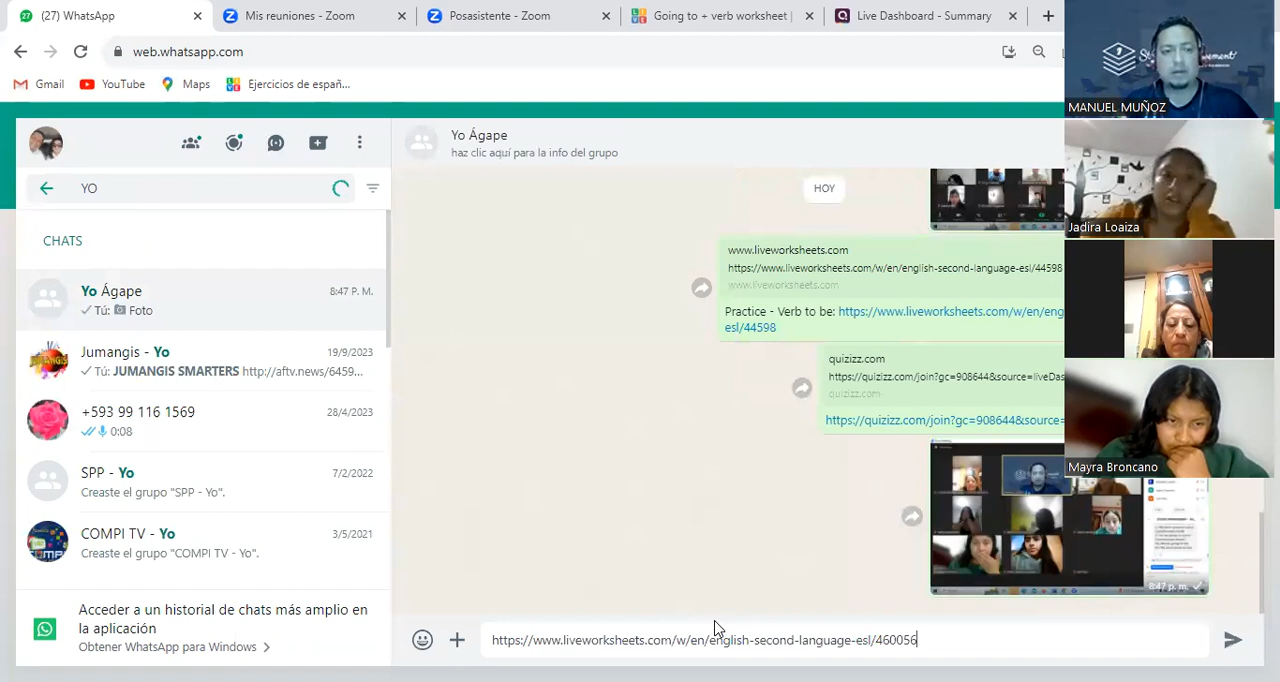 (27) WhatsApp
Mis reuniones - Zoom
Posasistente - Zoom
Going to + verb worksheet |
Live Dashboard - Summary
web.whatsapp.com
Gmail
YouTube
Maps
Ejercicios de españ...
MANUEL MUÑOZ
Jadira Loaiza
Mayra Broncano
YO
CHATS
Yo Ágape
8:47 P. M.
Tú: Foto
Jumangis - Yo
19/9/2023
Tú: JUMANGIS SMARTERS http://aftv.news/6459...
+593 99 116 1569
28/4/2023
0:08
SPP - Yo
7/2/2022
Creaste el grupo "SPP - Yo".
COMPI TV - Yo
3/5/2021
Creaste el grupo "COMPI TV - Yo".
Acceder a un historial de chats más amplio en
la aplicación
Obtener WhatsApp para Windows
Yo Ágape
haz clic aquí para la info del grupo
HOY
www.liveworksheets.com
https://www.liveworksheets.com/w/en/english-second-language-esl/44598
www.liveworksheets.com
Practice - Verb to be: https://www.liveworksheets.com/w/en/eng
esl/44598
quizizz.com
https://quizizz.com/join?gc=908644&source=liveDas
quizizz.com
https://quizizz.com/join?gc=908644&source=
8:47 p. m.
https://www.liveworksheets.com/w/en/english-second-language-esl/460056